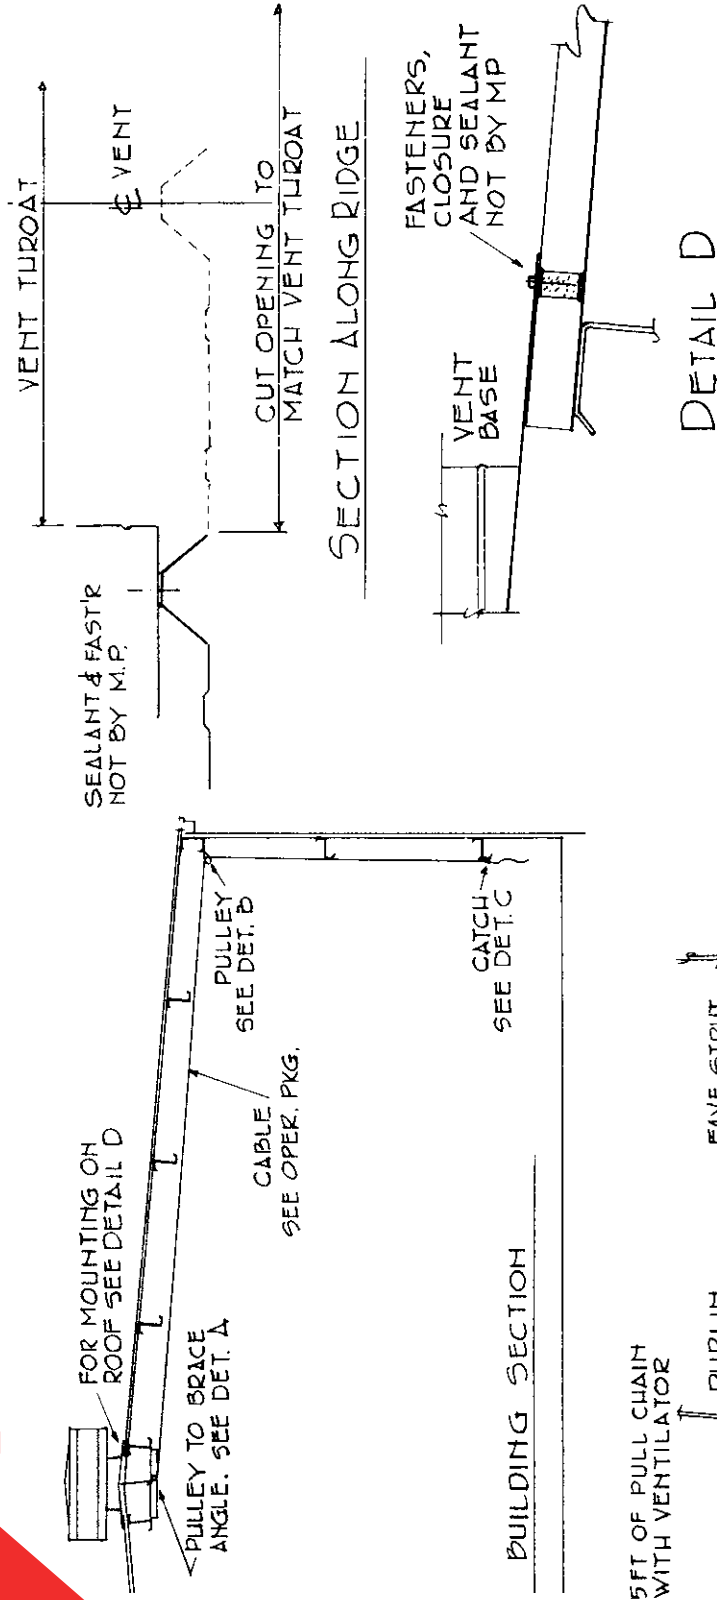 FOR MOUNTING ON
ROOF SEE DETAIL D
PULLEY TO BRACE
ANGLE. SEE DET. A
CABLE
SEE OPER. PKG.
PULLEY
SEE DET. B
CATCH
SEE DET. C
BUILDING SECTION
SEALANT & FAST'R
NOT BY M.P.
VENT THROAT
℄ VENT
CUT OPENING TO
MATCH VENT THROAT
SECTION ALONG RIDGE
FASTENERS,
CLOSURE
AND SEALANT
NOT BY MP
VENT
BASE
DETAIL D
5FT OF PULL CHAIN
WITH VENTILATOR
PURLIN
EAVE STRUT